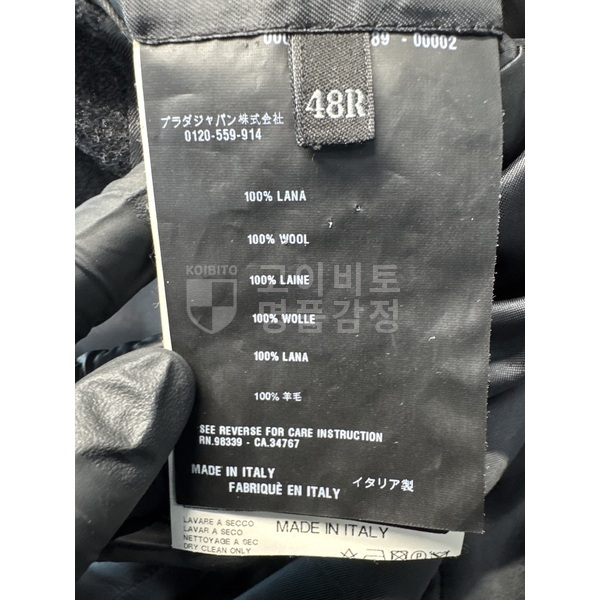 48R
プラダジャパン株式会社
0120-559-914
100% LANA
100% WOOL
KOIBITO
코이비토
명품감정
100% LAINE
100% WOLLE
100% LANA
100% 羊毛
SEE REVERSE FOR CARE INSTRUCTION
RN.98339 - CA.34767
MADE IN ITALY
FABRIQUÉ EN ITALY
イタリア製
LAVARE A SECCO
LAVAR A SECO
NETTOYAGE A SEC
DRY CLEAN ONLY
MADE IN ITALY